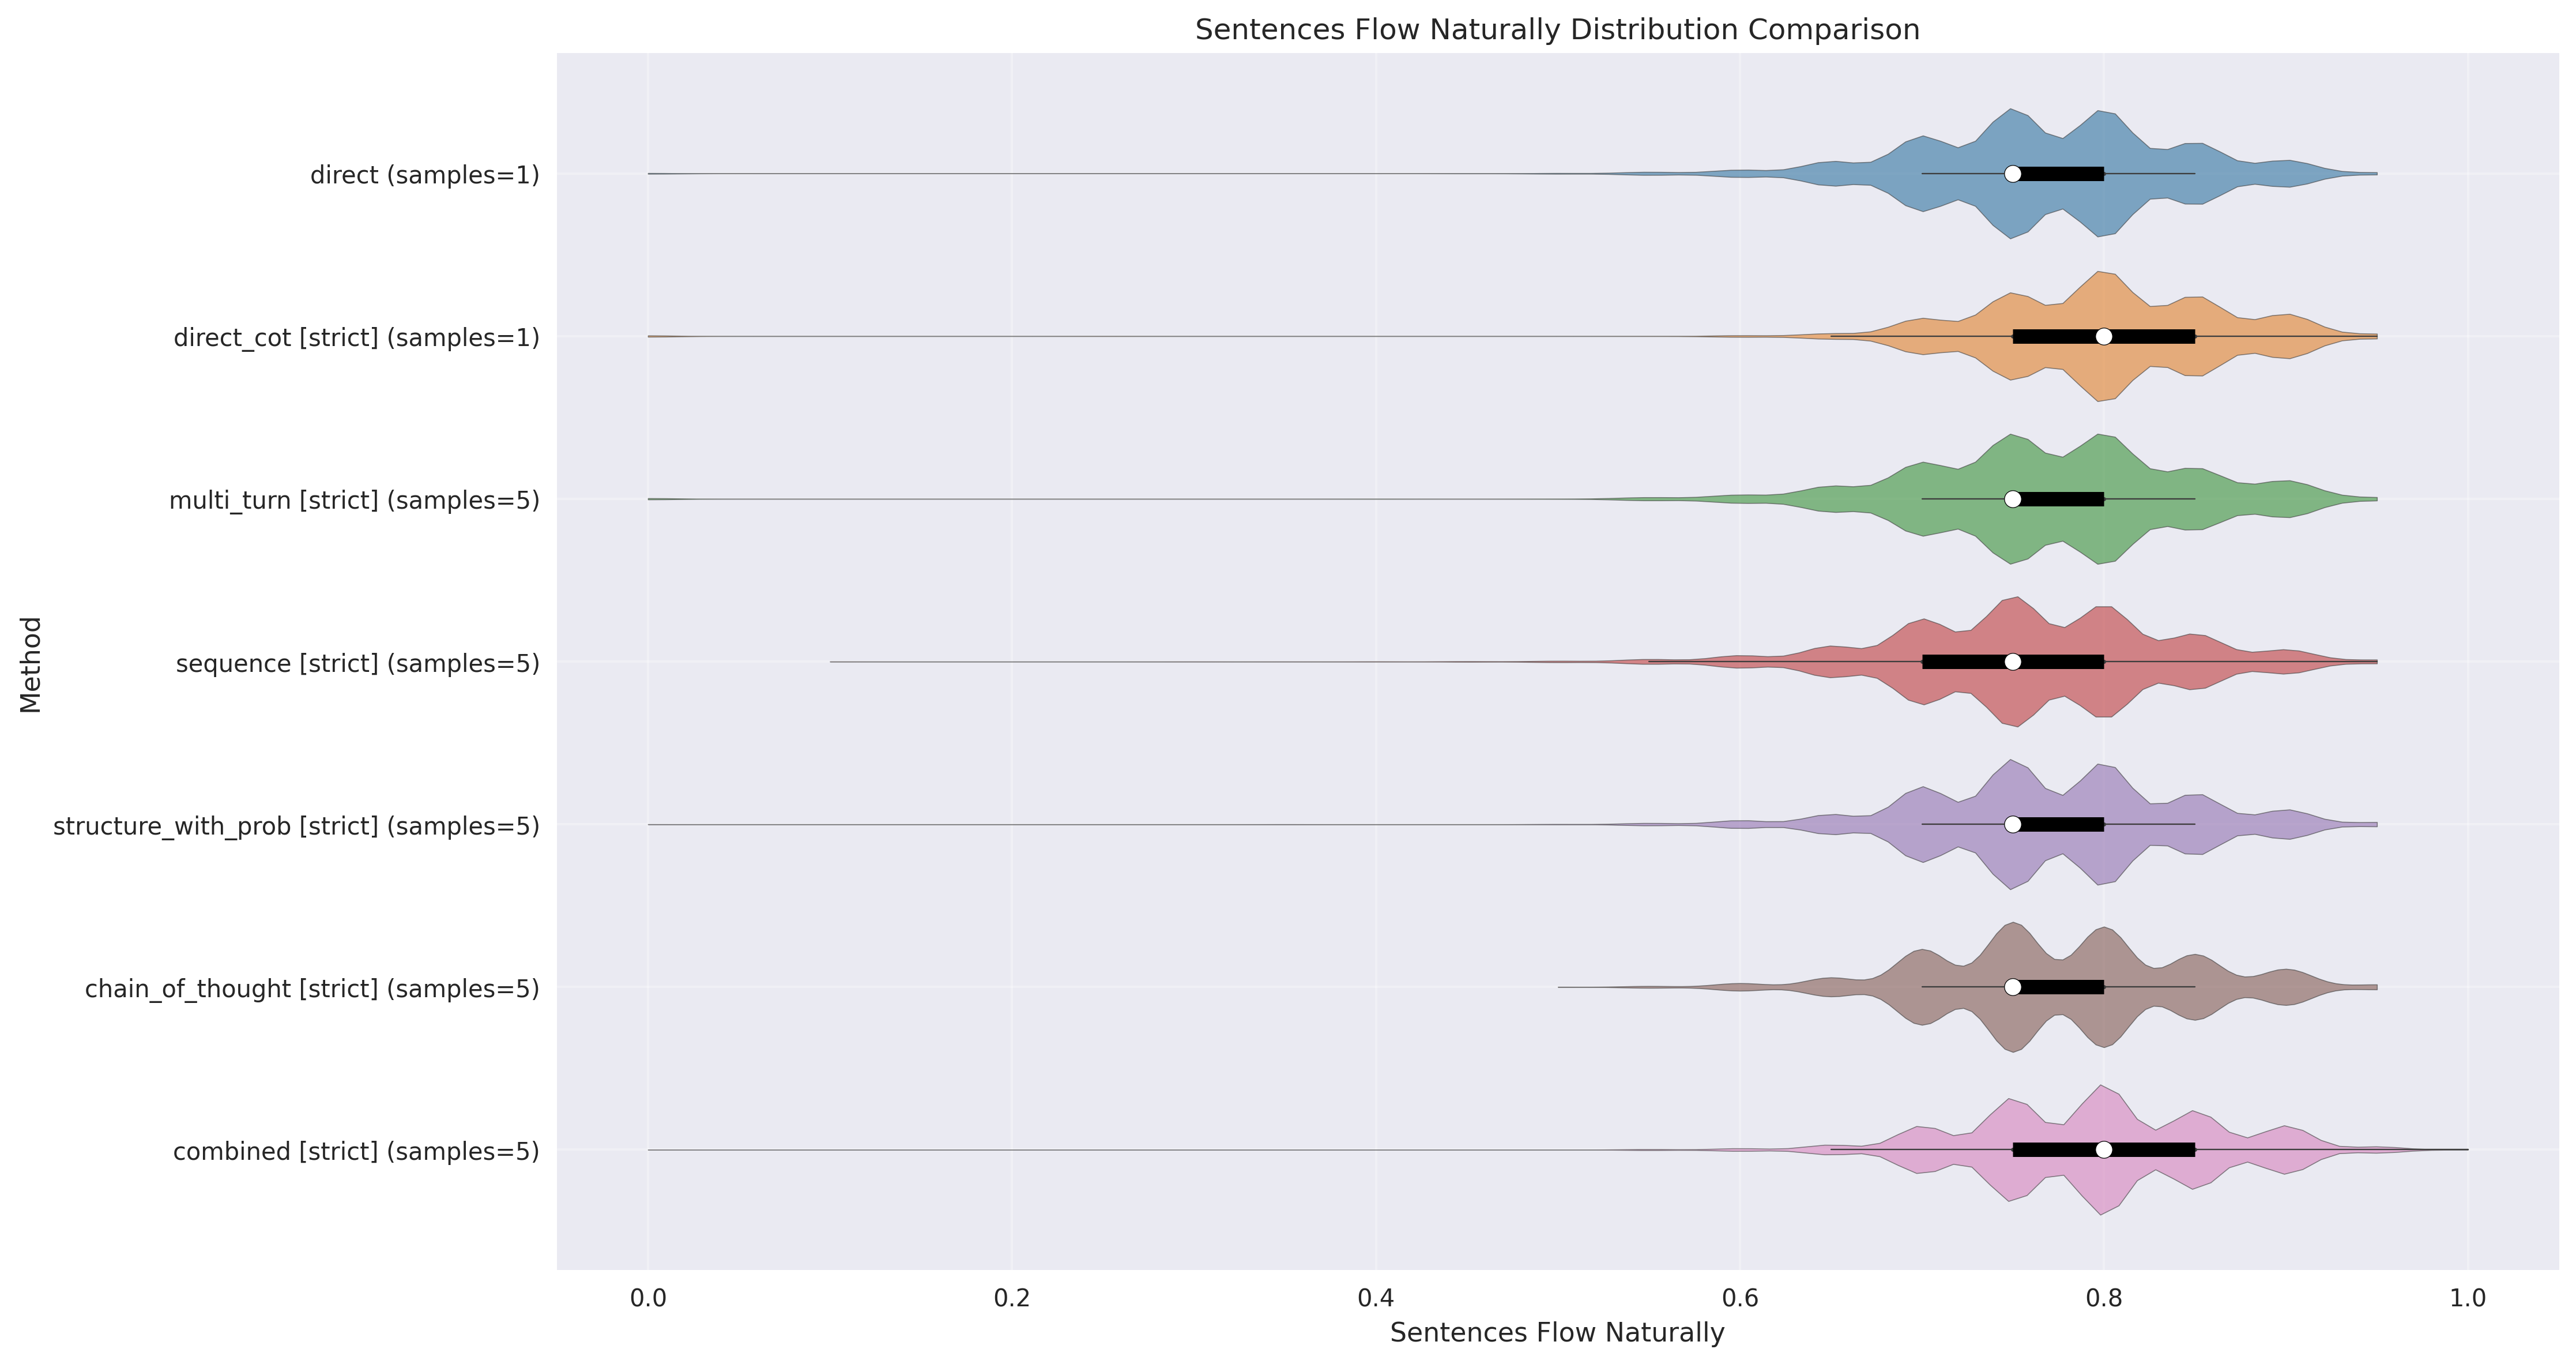 Sentences Flow Naturally Distribution Comparison
Method
direct (samples=1)
direct_cot [strict] (samples=1)
multi_turn [strict] (samples=5)
sequence [strict] (samples=5)
structure_with_prob [strict] (samples=5)
chain_of_thought [strict] (samples=5)
combined [strict] (samples=5)
0.0 0.2 0.4 0.6 0.8 1.0
Sentences Flow Naturally